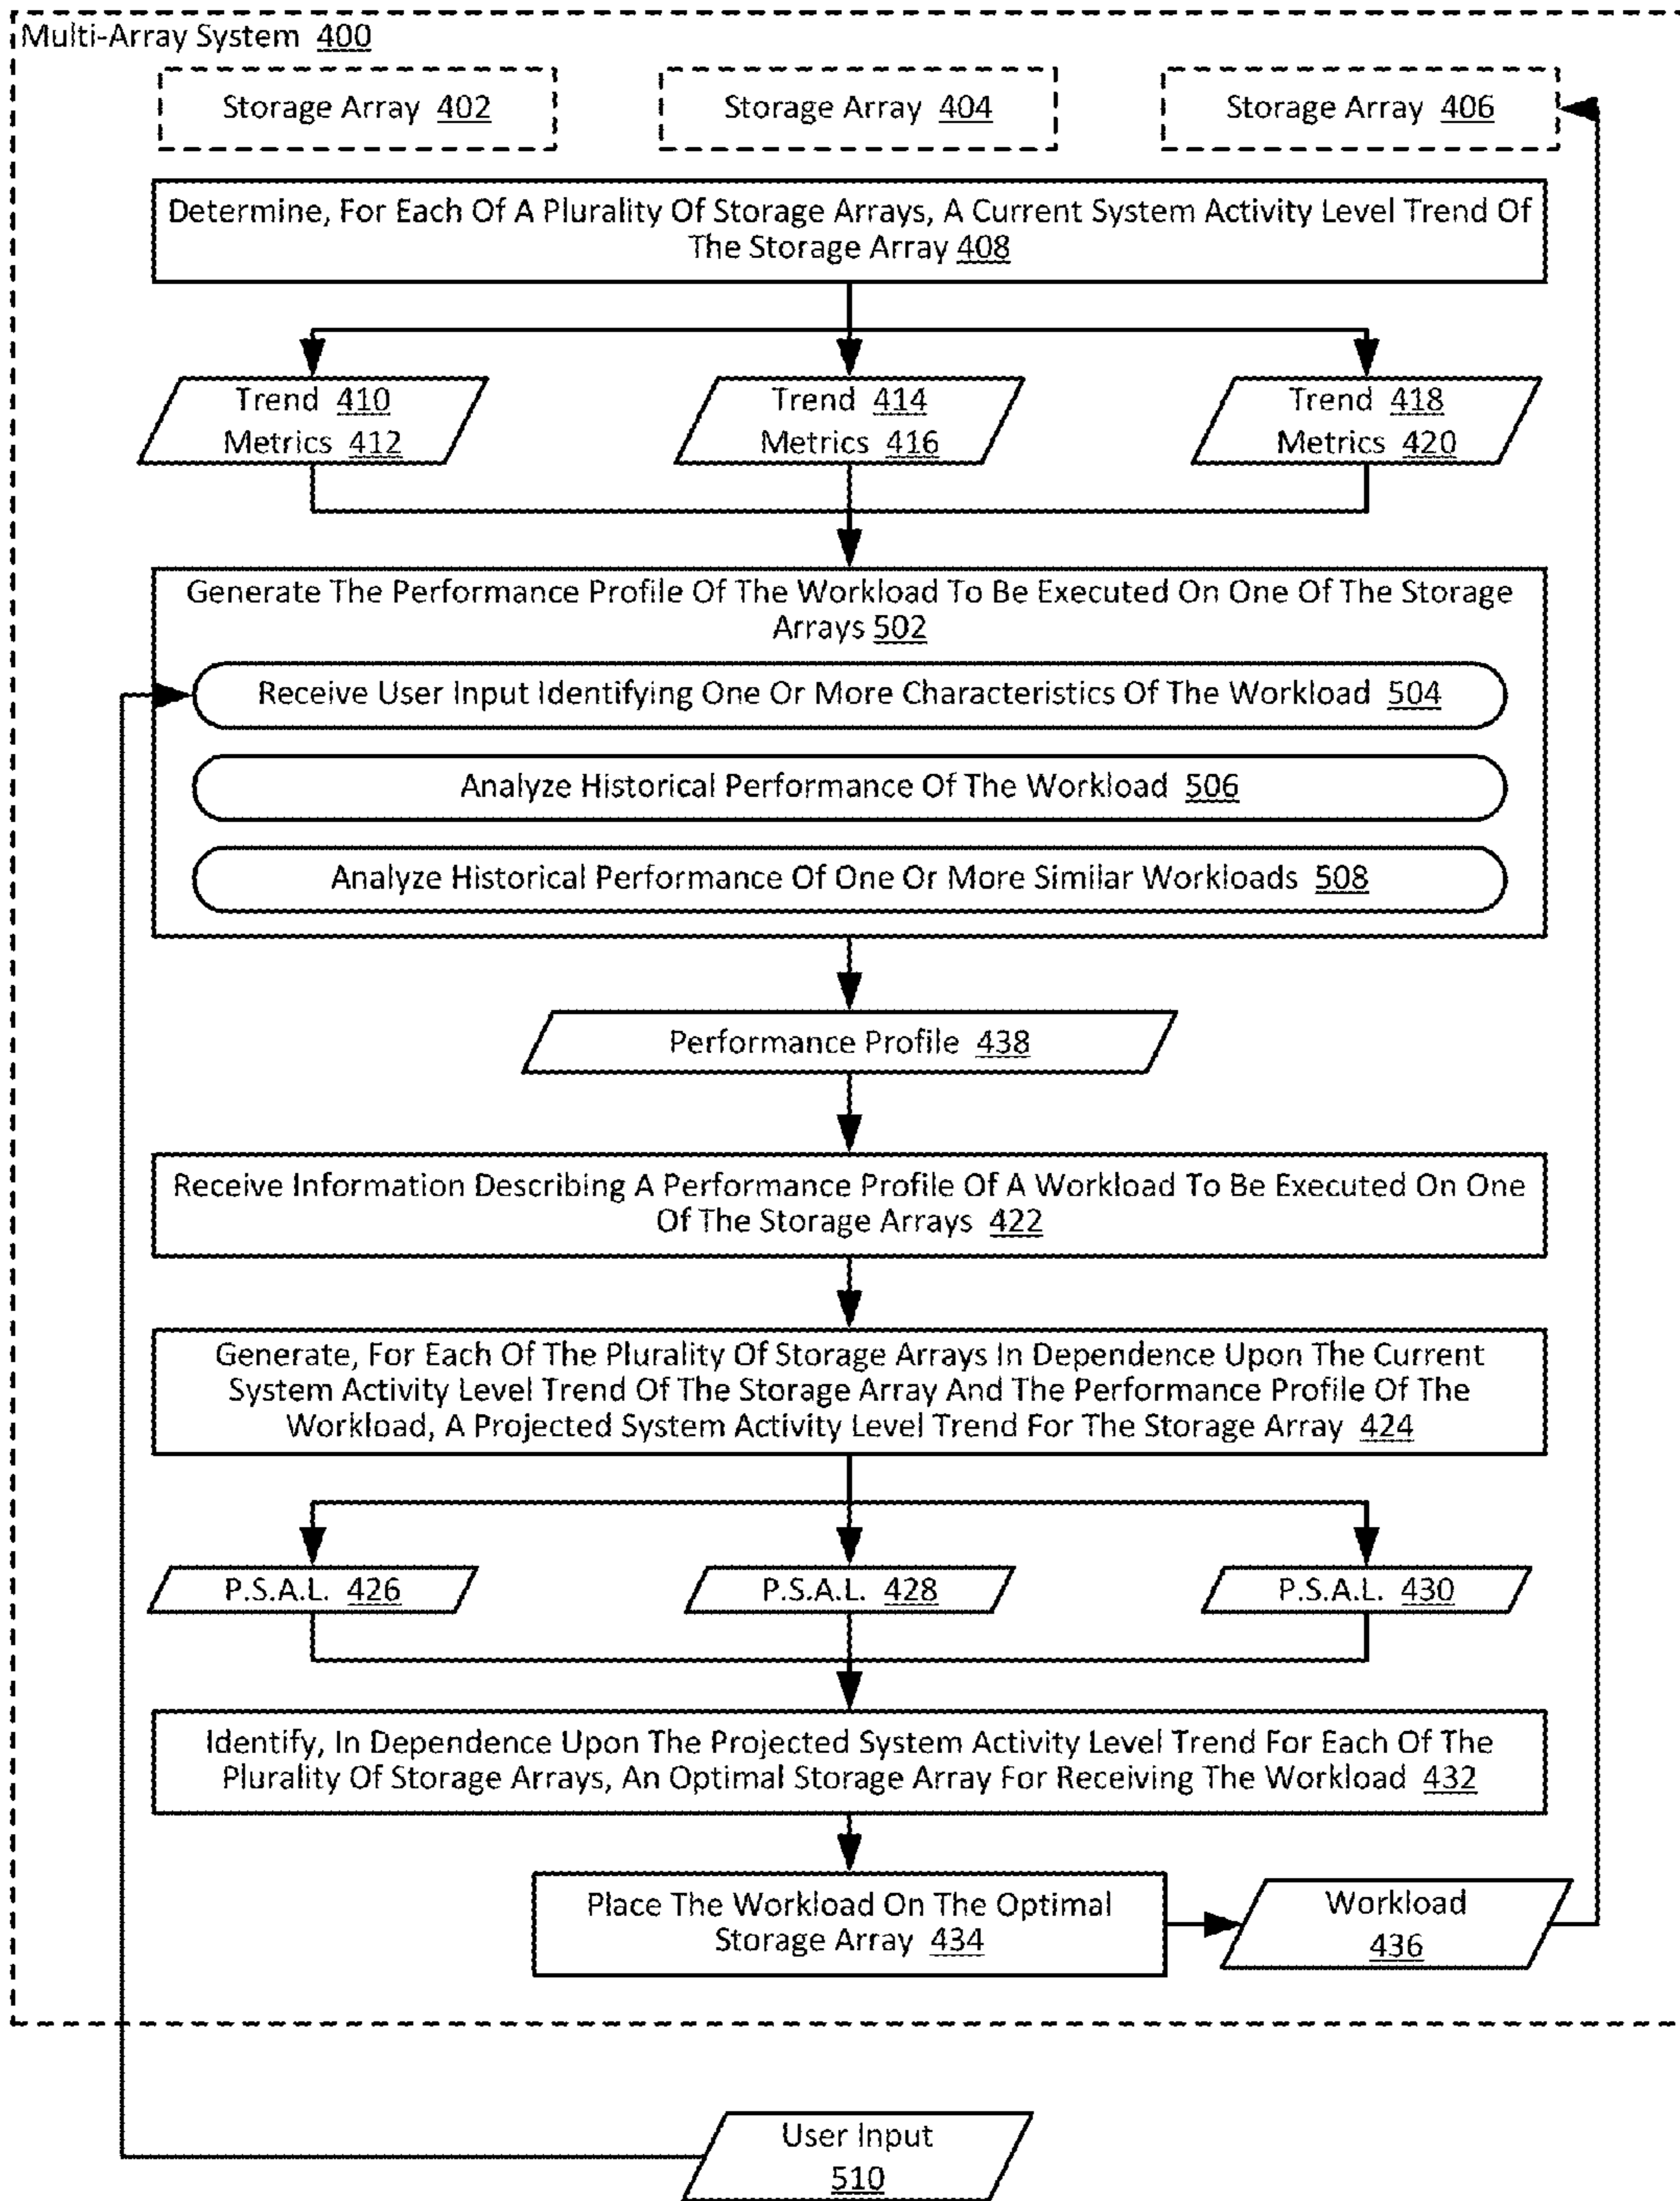 Multi-Array System 400
Storage Array 402
Storage Array 404
Storage Array 406
Determine, For Each Of A Plurality Of Storage Arrays, A Current System Activity Level Trend Of
The Storage Array 408
Trend 410
Metrics 412
Trend 414
Metrics 416
Trend 418
Metrics 420
Generate The Performance Profile Of The Workload To Be Executed On One Of The Storage
Arrays 502
Receive User Input Identifying One Or More Characteristics Of The Workload 504
Analyze Historical Performance Of The Workload 506
Analyze Historical Performance Of One Or More Similar Workloads 508
Performance Profile 438
Receive Information Describing A Performance Profile Of A Workload To Be Executed On One
Of The Storage Arrays 422
Generate, For Each Of The Plurality Of Storage Arrays In Dependence Upon The Current
System Activity Level Trend Of The Storage Array And The Performance Profile Of The
Workload, A Projected System Activity Level Trend For The Storage Array 424
P.S.A.L. 426
P.S.A.L. 428
P.S.A.L. 430
Identify, In Dependence Upon The Projected System Activity Level Trend For Each Of The
Plurality Of Storage Arrays, An Optimal Storage Array For Receiving The Workload 432
Place The Workload On The Optimal
Storage Array 434
Workload
436
User Input
510